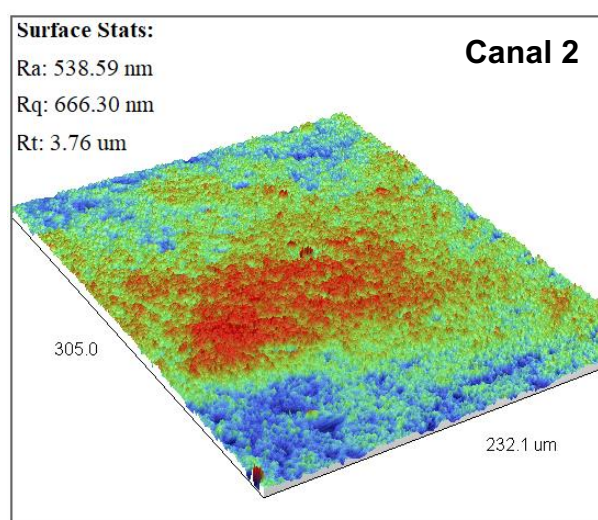 Surface Stats:
Canal 2
Ra: 538.59 nm
Rq: 666.30 nm
Rt: 3.76 um
305.0
232.1 um